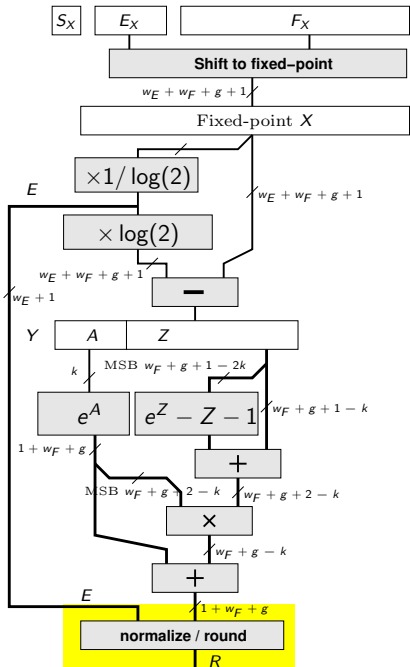 S_X E_X F_X
Shift to fixed−point
w_E + w_F + g + 1
Fixed-point X
×1/ log(2)
E
w_E + w_F + g + 1
× log(2)
w_E + w_F + g + 1
w_E + 1
−
Y A Z
MSB w_F + g + 1 − 2k
k
e^A e^Z − Z − 1
w_F + g + 1 − k
1 + w_F + g
+
MSB w_F + g + 2 − k
w_F + g + 2 − k
×
w_F + g − k
+
E
1 + w_F + g
normalize / round
R